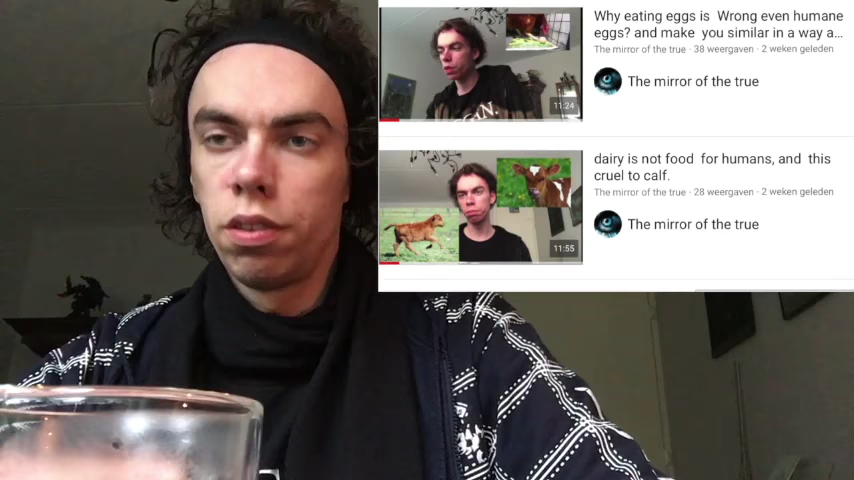 Why eating eggs is Wrong even humane
eggs? and make you similar in a way a...
The mirror of the true · 38 weergaven · 2 weken geleden
The mirror of the true
11:24
dairy is not food for humans, and this
cruel to calf.
The mirror of the true · 28 weergaven · 2 weken geleden
The mirror of the true
11:55